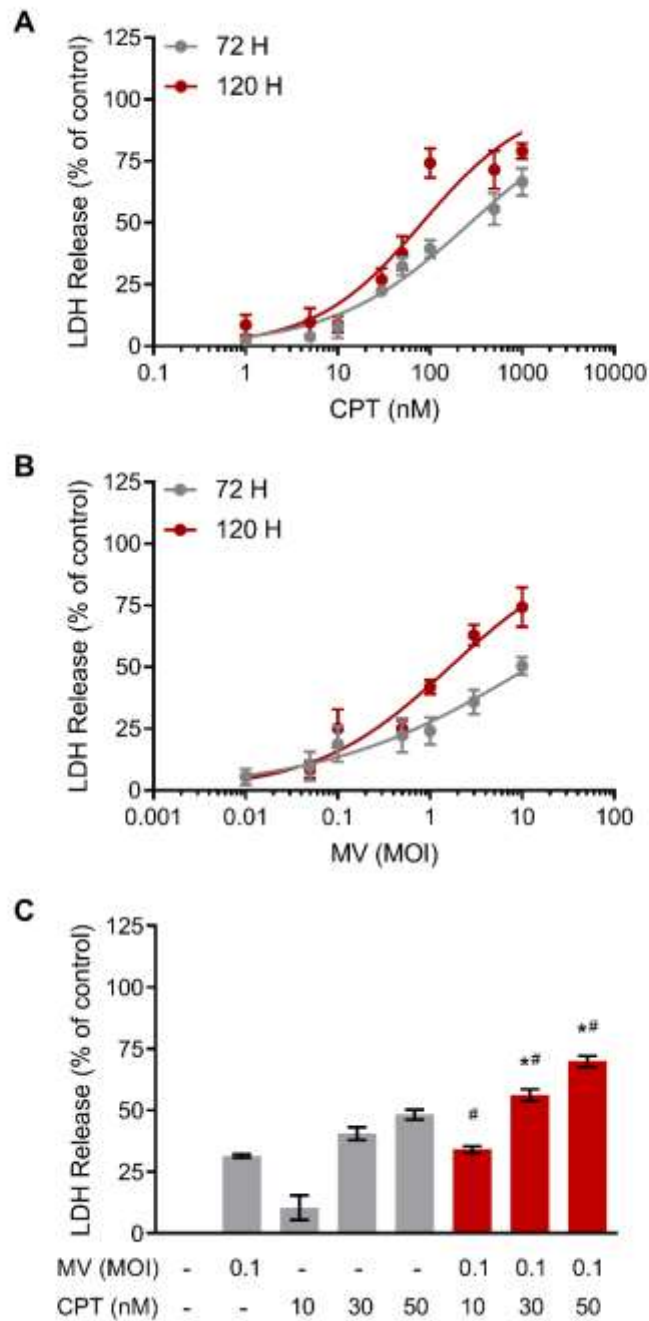 A
72 H
120 H
LDH Release (% of control)
125
100
75
50
25
0
0.1 1 10 100 1000 10000
CPT (nM)
B
72 H
120 H
LDH Release (% of control)
125
100
75
50
25
0
0.001 0.01 0.1 1 10 100
MV (MOI)
C
LDH Release (% of control)
125
100
75
50
25
0
# *# *#
MV (MOI) - 0.1 - - - 0.1 0.1 0.1
CPT (nM) - - 10 30 50 10 30 50